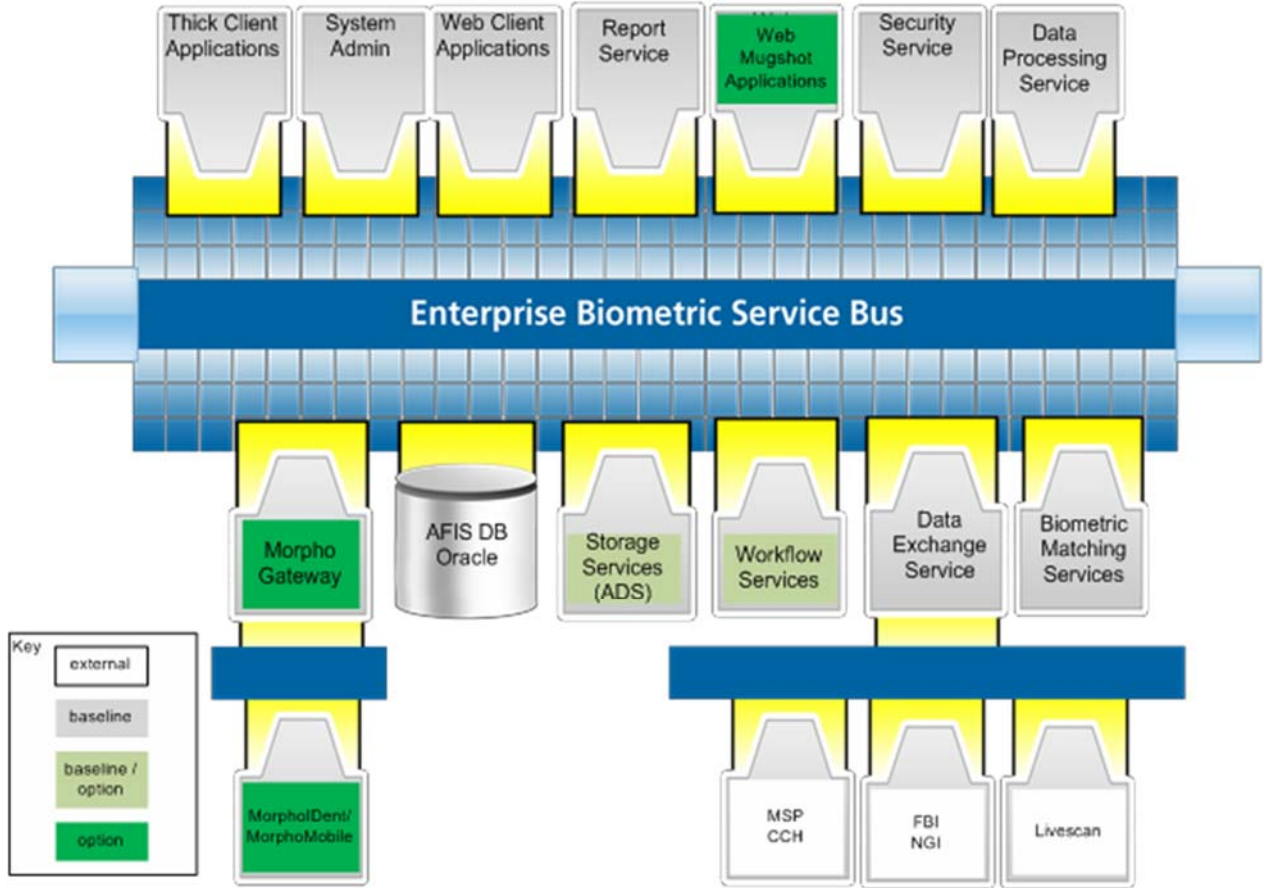 Thick Client
Applications
System
Admin
Web Client
Applications
Report
Service
Web
Mugshot
Applications
Security
Service
Data
Processing
Service
Enterprise Biometric Service Bus
Morpho
Gateway
AFIS DB
Oracle
Storage
Services
(ADS)
Workflow
Services
Data
Exchange
Service
Biometric
Matching
Services
Key
external
baseline
baseline /
option
option
MorphoIDent/
MorphoMobile
MSP
CCH
FBI
NGI
Livescan